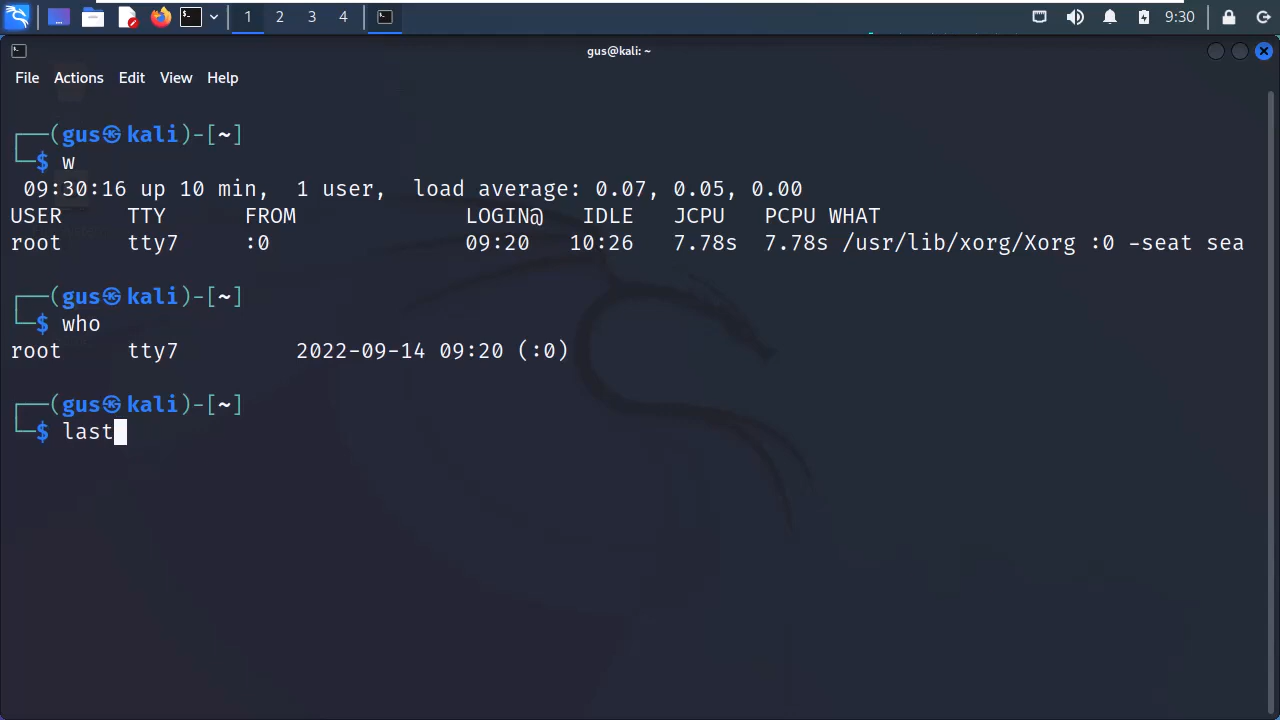 1 2 3 4 9:30
gus@kali: ~
File Actions Edit View Help
┌──(gus㉿kali)-[~]
└─$ w
09:30:16 up 10 min, 1 user, load average: 0.07, 0.05, 0.00
USER TTY FROM LOGIN@ IDLE JCPU PCPU WHAT
root tty7 :0 09:20 10:26 7.78s 7.78s /usr/lib/xorg/Xorg :0 -seat sea
┌──(gus㉿kali)-[~]
└─$ who
root tty7 2022-09-14 09:20 (:0)
┌──(gus㉿kali)-[~]
└─$ last